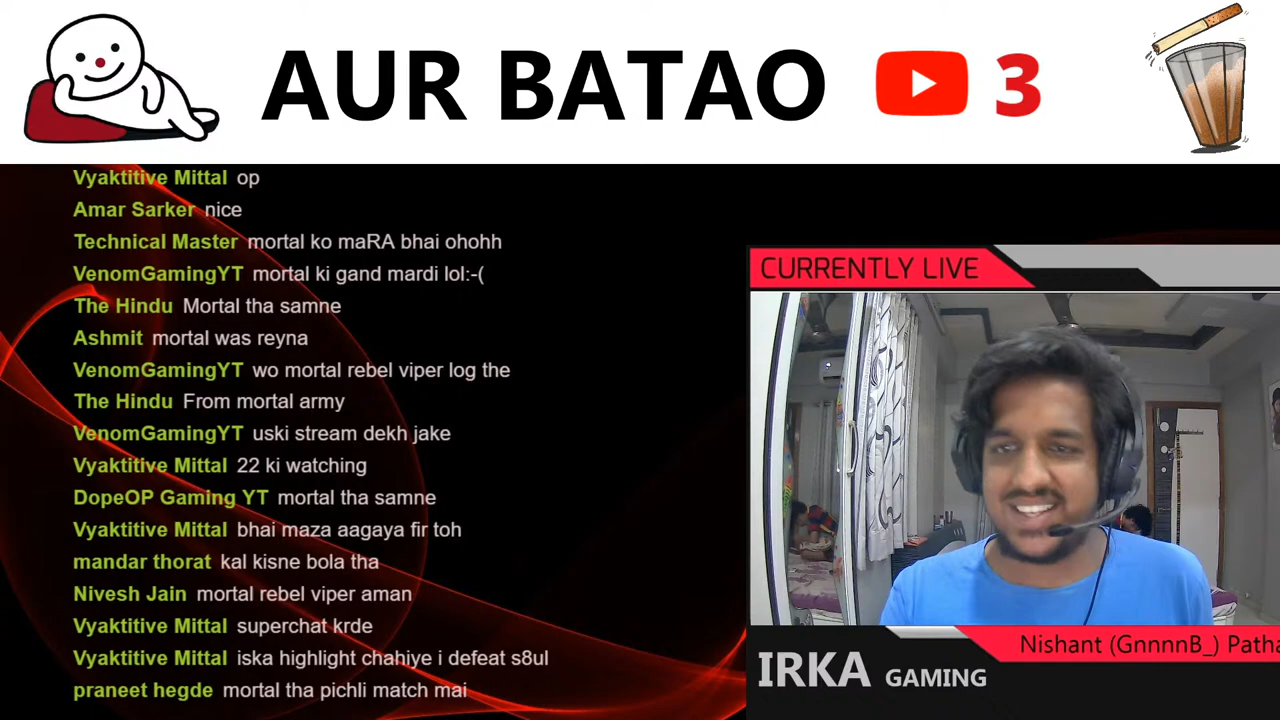 AUR BATAO 3
Vyaktitive Mittal op
Amar Sarker nice
Technical Master mortal ko maRA bhai ohohh
VenomGamingYT mortal ki gand mardi lol:-(
The Hindu Mortal tha samne
Ashmit mortal was reyna
VenomGamingYT wo mortal rebel viper log the
The Hindu From mortal army
VenomGamingYT uski stream dekh jake
Vyaktitive Mittal 22 ki watching
DopeOP Gaming YT mortal tha samne
Vyaktitive Mittal bhai maza aagaya fir toh
mandar thorat kal kisne bola tha
Nivesh Jain mortal rebel viper aman
Vyaktitive Mittal superchat krde
Vyaktitive Mittal iska highlight chahiye i defeat s8ul
praneet hegde mortal tha pichli match mai
CURRENTLY LIVE
Nishant (GnnnnB_) Patha
IRKA GAMING